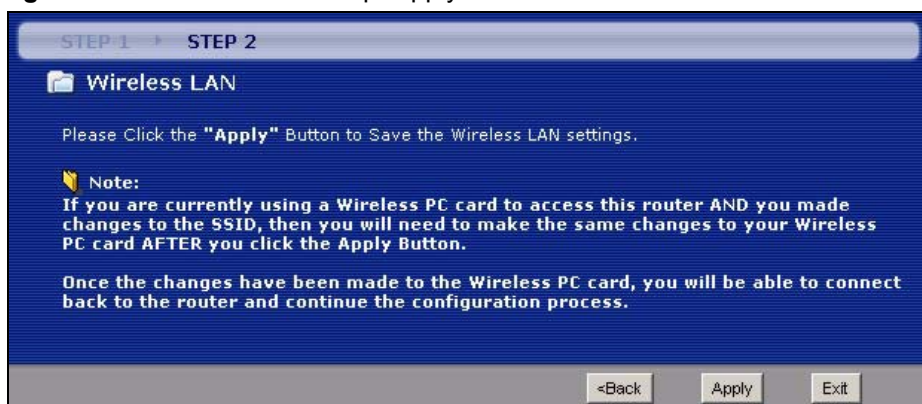 STEP 1 STEP 2
Wireless LAN
Please Click the "Apply" Button to Save the Wireless LAN settings.
Note:
If you are currently using a Wireless PC card to access this router AND you made
changes to the SSID, then you will need to make the same changes to your Wireless
PC card AFTER you click the Apply Button.
Once the changes have been made to the Wireless PC card, you will be able to connect
back to the router and continue the configuration process.
<Back Apply Exit